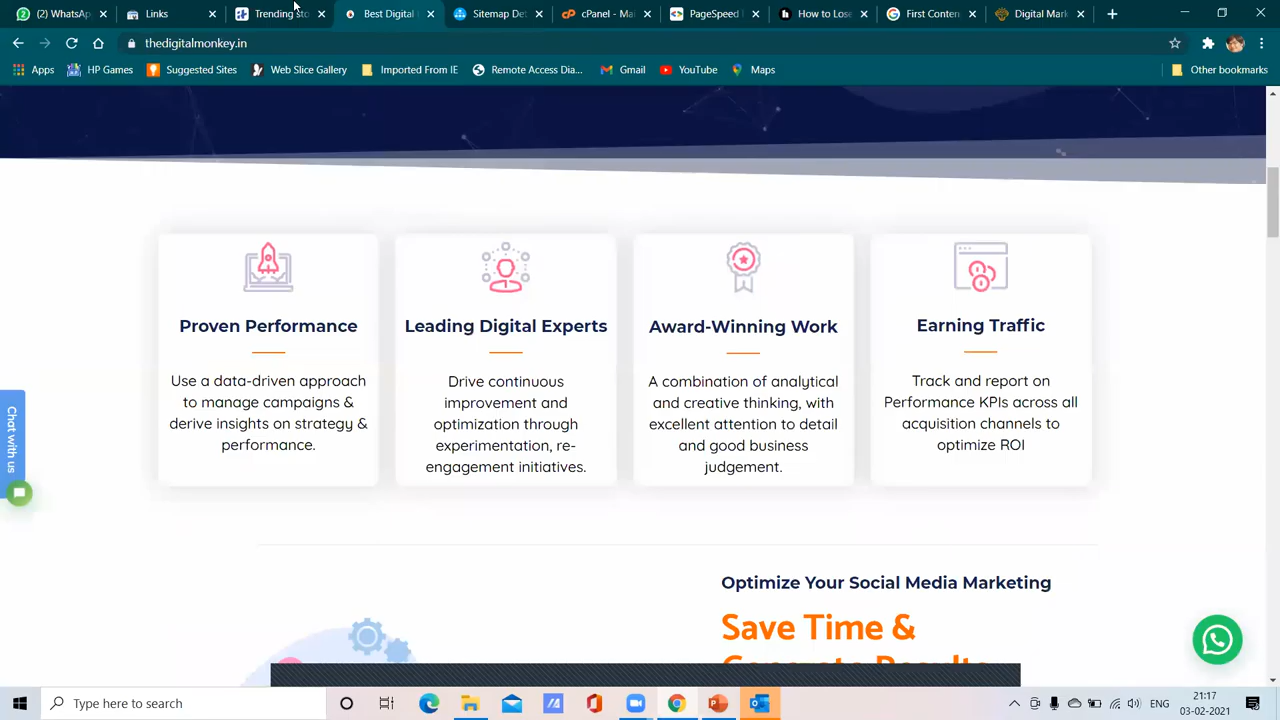 2 WhatsAp
Links
Trending sto
Best Digital
Sitemap Det
cPanel - Mai
PageSpeed
How to Lose
First Conten
Digital Mark
thedigitalmonkey.in
Apps
HP Games
Suggested Sites
Web Slice Gallery
Imported From IE
Remote Access Dia...
Gmail
YouTube
Maps
Other bookmarks
Proven Performance
Use a data-driven approach
to manage campaigns &
derive insights on strategy &
performance.
Leading Digital Experts
Drive continuous
improvement and
optimization through
experimentation, re-
engagement initiatives.
Award-Winning Work
A combination of analytical
and creative thinking, with
excellent attention to detail
and good business
judgement.
Earning Traffic
Track and report on
Performance KPIs across all
acquisition channels to
optimize ROI
Chat with us
Optimize Your Social Media Marketing
Save Time &
Type here to search
ENG
21:17
03-02-2021